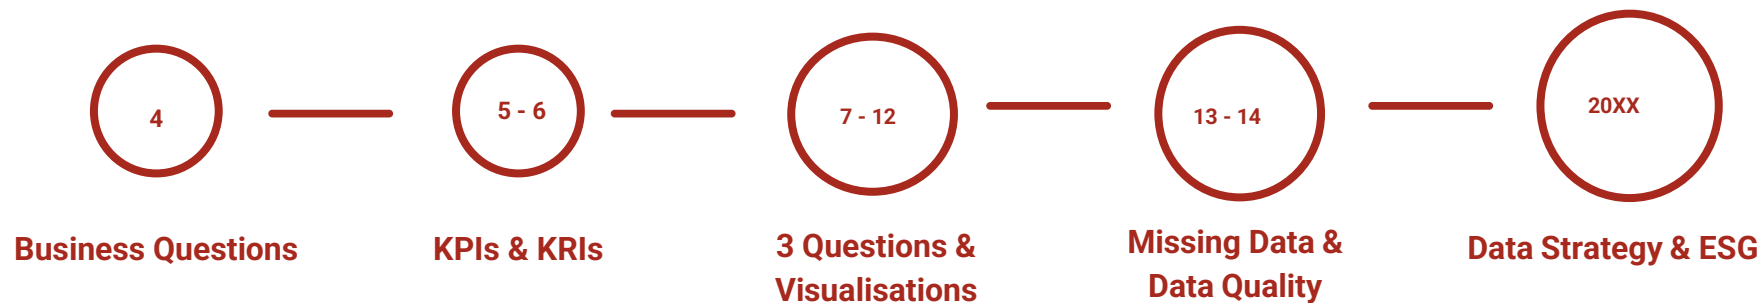 4
5 - 6
7 - 12
13 - 14
20XX
Business Questions
KPIs & KRIs
3 Questions &
Visualisations
Missing Data &
Data Quality
Data Strategy & ESG